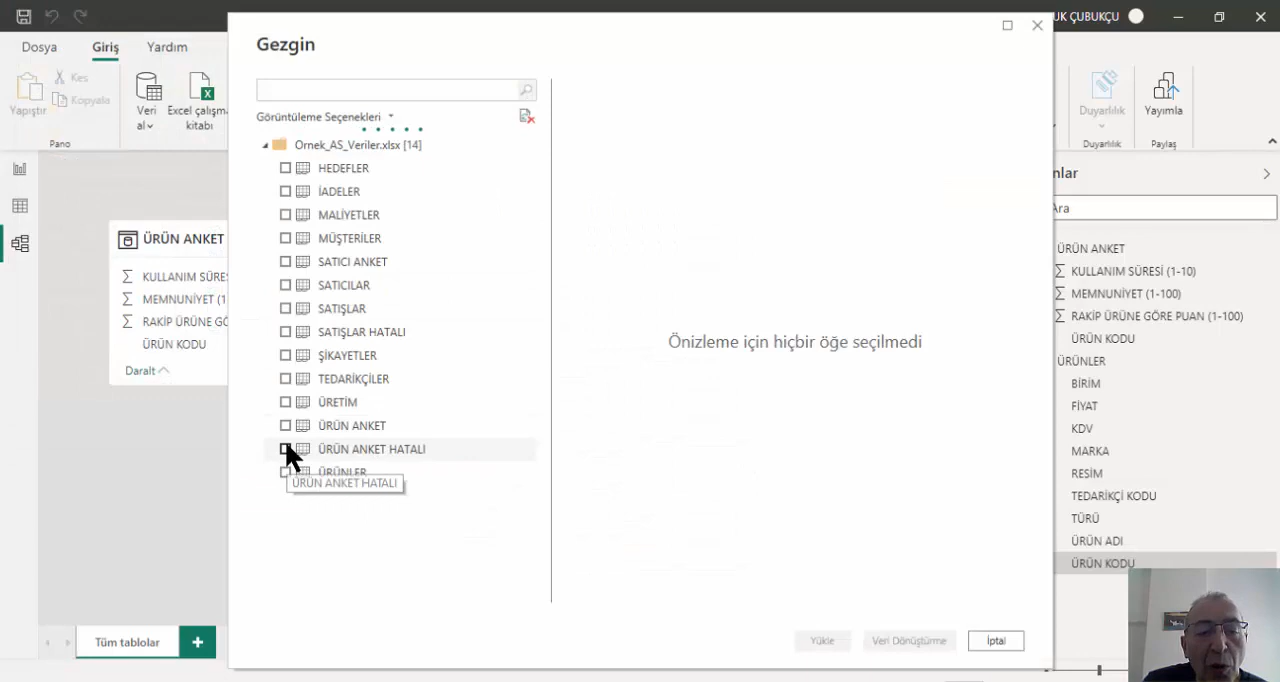 UK ÇUBUKÇU
Dosya
Giriş
Yardım
Yapıştır
Kes
Kopyala
Pano
Veri
al
Excel çalışma
kitabı
Gezgin
Görüntüleme Seçenekleri
Ornek_AS_Veriler.xlsx [14]
HEDEFLER
İADELER
MALİYETLER
MÜŞTERİLER
SATICI ANKET
SATICILAR
SATIŞLAR
SATIŞLAR HATALI
ŞİKAYETLER
TEDARİKÇİLER
ÜRETİM
ÜRÜN ANKET
ÜRÜN ANKET HATALI
ÜRÜNLER
ÜRÜN ANKET HATALI
Önizleme için hiçbir öğe seçilmedi
Yükle
Veri Dönüştürme
İptal
ÜRÜN ANKET
KULLANIM SÜRE
MEMNUNİYET (1
RAKİP ÜRÜNE GÖ
ÜRÜN KODU
Daralt
Tüm tablolar
Duyarlılık
Duyarlılık
Yayımla
Paylaş
nlar
Ara
ÜRÜN ANKET
KULLANIM SÜRESİ (1-10)
MEMNUNİYET (1-100)
RAKİP ÜRÜNE GÖRE PUAN (1-100)
ÜRÜN KODU
ÜRÜNLER
BİRİM
FİYAT
KDV
MARKA
RESİM
TEDARİKÇİ KODU
TÜRÜ
ÜRÜN ADI
ÜRÜN KODU